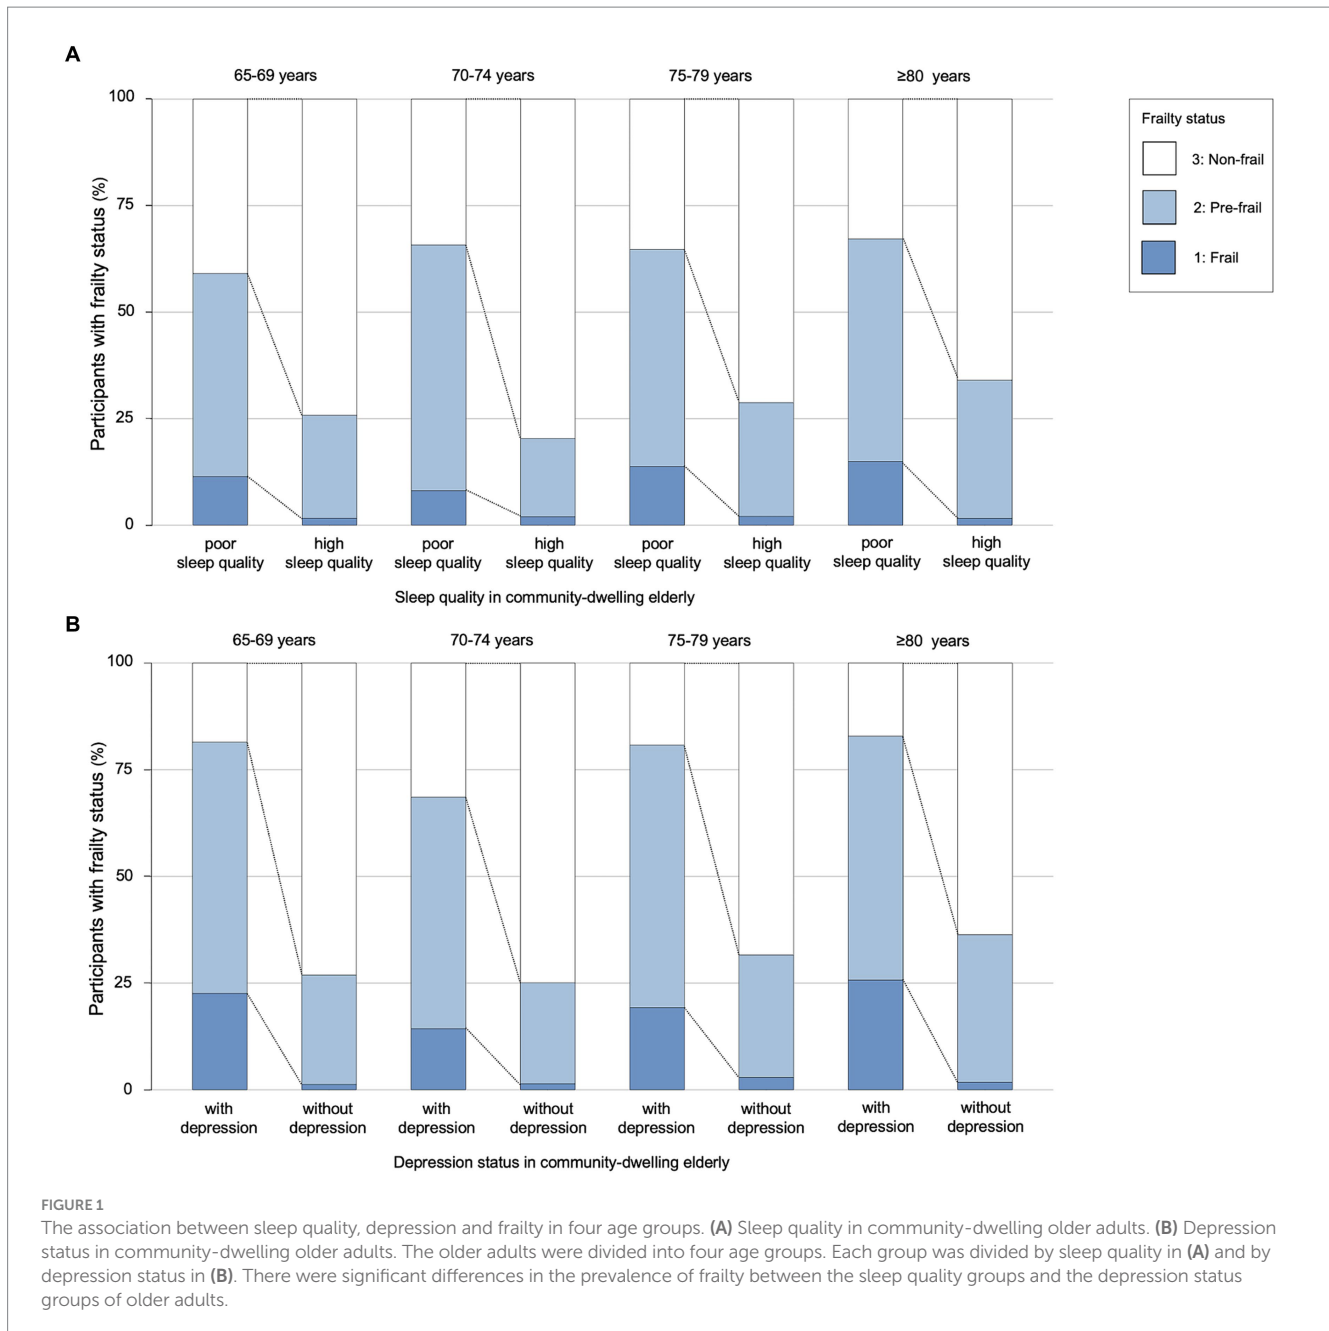 A
65-69 years
70-74 years
75-79 years
≥80 years
100
75
50
25
0
Participants with frailty status (%)
Frailty status
3: Non-frail
2: Pre-frail
1: Frail
poor
sleep quality
high
sleep quality
poor
sleep quality
high
sleep quality
poor
sleep quality
high
sleep quality
poor
sleep quality
high
sleep quality
Sleep quality in community-dwelling elderly
B
65-69 years
70-74 years
75-79 years
≥80 years
100
75
50
25
0
Participants with frailty status (%)
with
depression
without
depression
with
depression
without
depression
with
depression
without
depression
with
depression
without
depression
Depression status in community-dwelling elderly
FIGURE 1
The association between sleep quality, depression and frailty in four age groups. (A) Sleep quality in community-dwelling older adults. (B) Depression
status in community-dwelling older adults. The older adults were divided into four age groups. Each group was divided by sleep quality in (A) and by
depression status in (B). There were significant differences in the prevalence of frailty between the sleep quality groups and the depression status
groups of older adults.